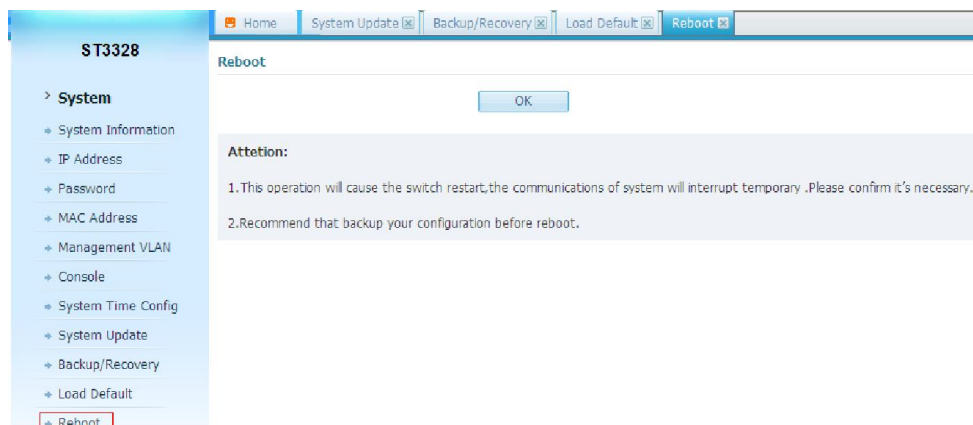 Home System Update Backup/Recovery Load Default Reboot
ST3328
Reboot
OK
Attetion:
1.This operation will cause the switch restart,the communications of system will interrupt temporary .Please confirm it's necessary.
2.Recommend that backup your configuration before reboot.
> System
System Information
IP Address
Password
MAC Address
Management VLAN
Console
System Time Config
System Update
Backup/Recovery
Load Default
Reboot